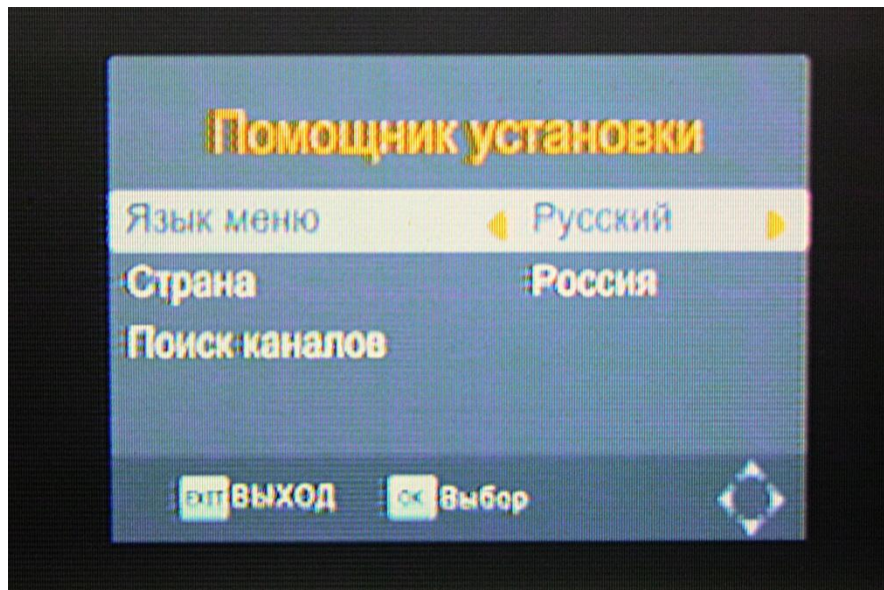 Помощник установки
Язык меню Русский
Страна Россия
Поиск каналов
EXIT ВЫХОД OK Выбор